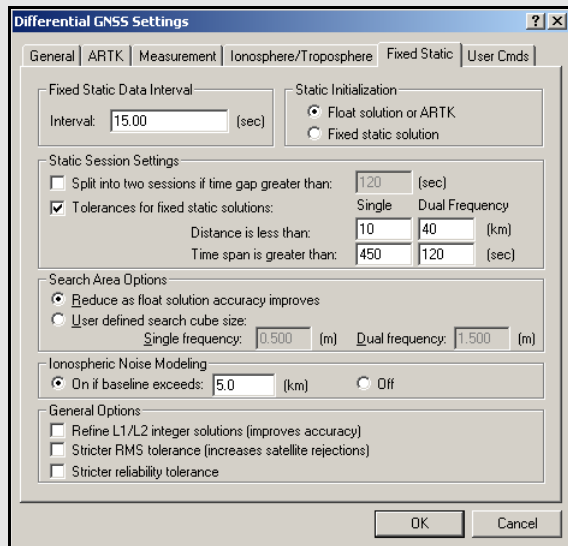 Differential GNSS Settings
General ARTK Measurement Ionosphere/Troposphere Fixed Static User Cmds
Fixed Static Data Interval
Interval: 15.00 (sec)
Static Initialization
Float solution or ARTK
Fixed static solution
Static Session Settings
Split into two sessions if time gap greater than: 120 (sec)
Tolerances for fixed static solutions: Single Dual Frequency
Distance is less than: 10 40 (km)
Time span is greater than: 450 120 (sec)
Search Area Options
Reduce as float solution accuracy improves
User defined search cube size:
Single frequency: 0.500 (m) Dual frequency: 1.500 (m)
Ionospheric Noise Modeling
On if baseline exceeds: 5.0 (km) Off
General Options
Refine L1/L2 integer solutions (improves accuracy)
Stricter RMS tolerance (increases satellite rejections)
Stricter reliability tolerance
OK Cancel